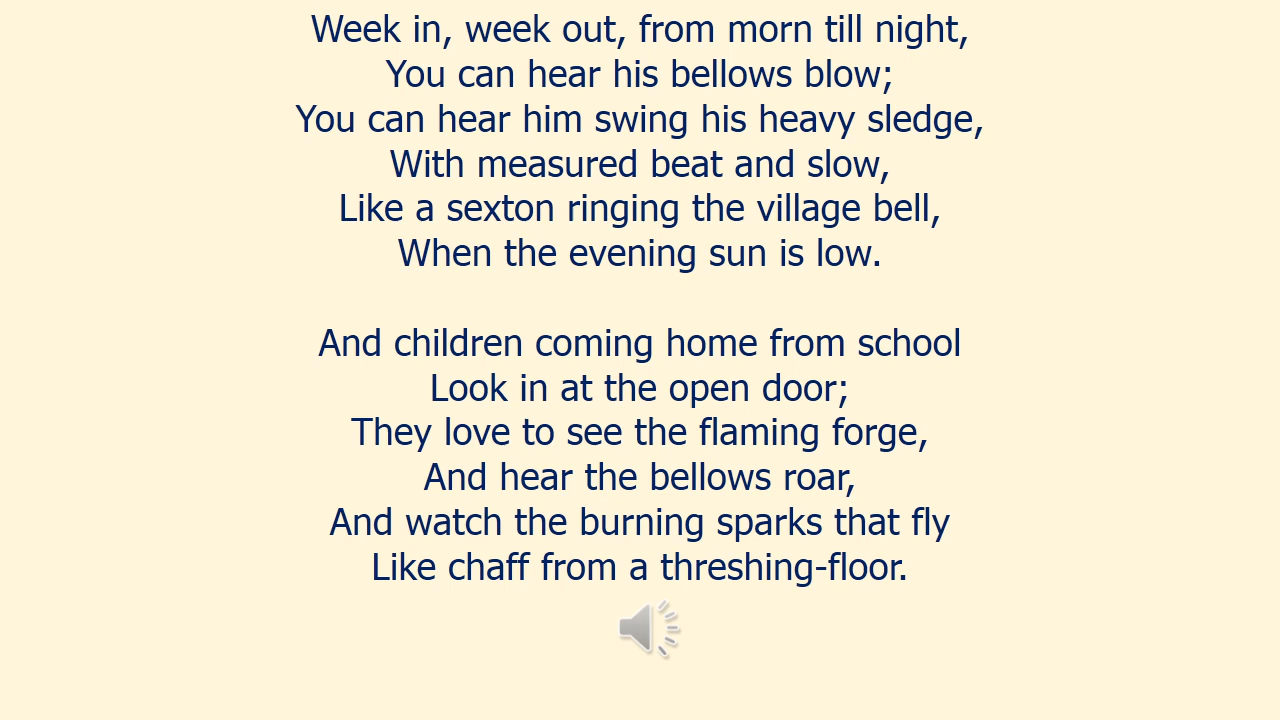 Week in, week out, from morn till night,
You can hear his bellows blow;
You can hear him swing his heavy sledge,
With measured beat and slow,
Like a sexton ringing the village bell,
When the evening sun is low.

And children coming home from school
Look in at the open door;
They love to see the flaming forge,
And hear the bellows roar,
And watch the burning sparks that fly
Like chaff from a threshing-floor.